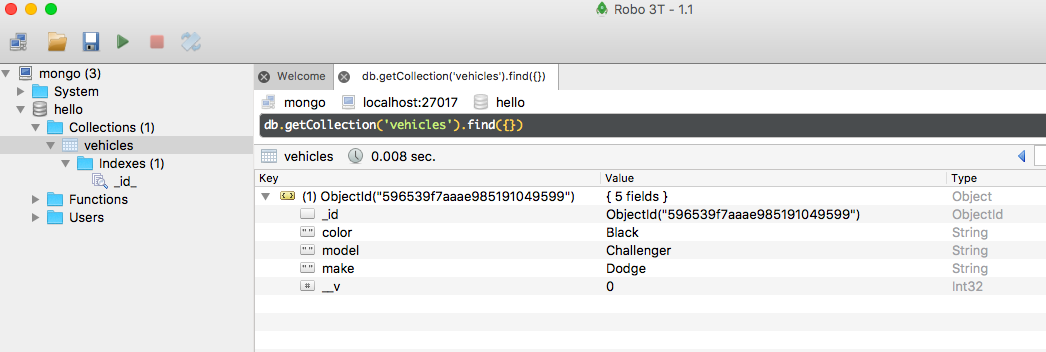 Robo 3T - 1.1
mongo (3)
System
hello
Collections (1)
vehicles
Indexes (1)
_id_
Functions
Users
Welcome db.getCollection('vehicles').find({})
mongo localhost:27017 hello
db.getCollection('vehicles').find({})
vehicles 0.008 sec.
Key Value Type
(1) ObjectId("596539f7aaae985191049599") { 5 fields } Object
_id ObjectId("596539f7aaae985191049599") ObjectId
"" color Black String
"" model Challenger String
"" make Dodge String
# __v 0 Int32